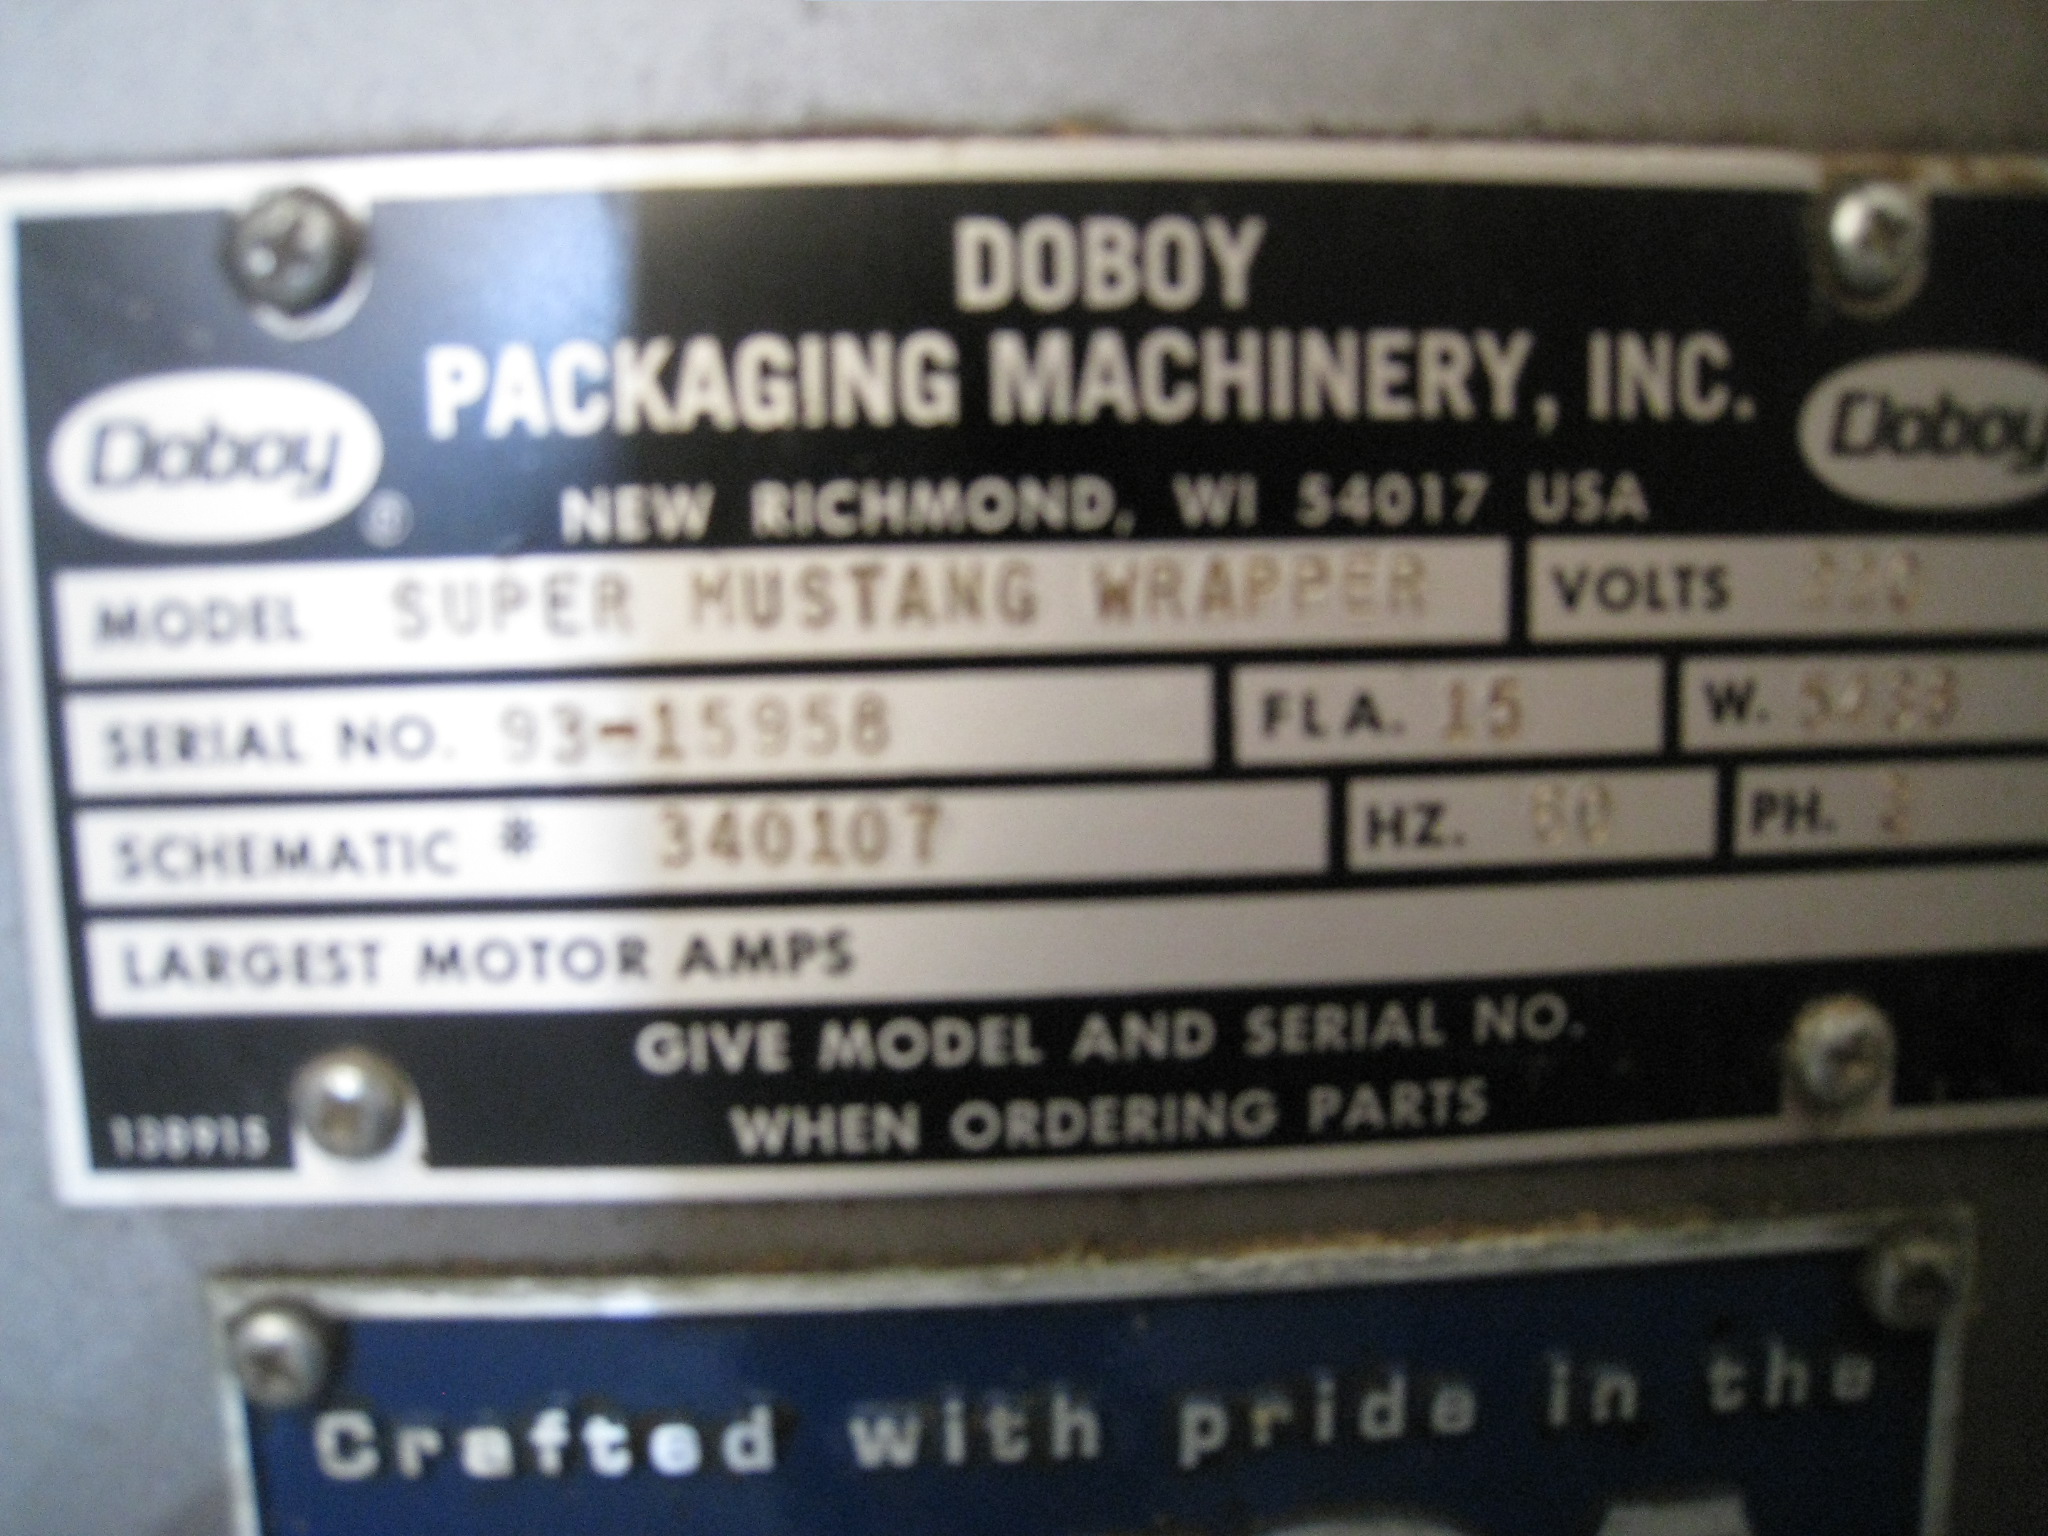 DOBOY
PACKAGING MACHINERY, INC.
Doboy ® Doboy
NEW RICHMOND, WI 54017 USA
MODEL SUPER MUSTANG WRAPPER VOLTS 220
SERIAL NO. 93-15958 FLA. 15 W.
SCHEMATIC * 340107 HZ. 60 PH.
LARGEST MOTOR AMPS
GIVE MODEL AND SERIAL NO.
WHEN ORDERING PARTS
138915
Crafted with pride in the